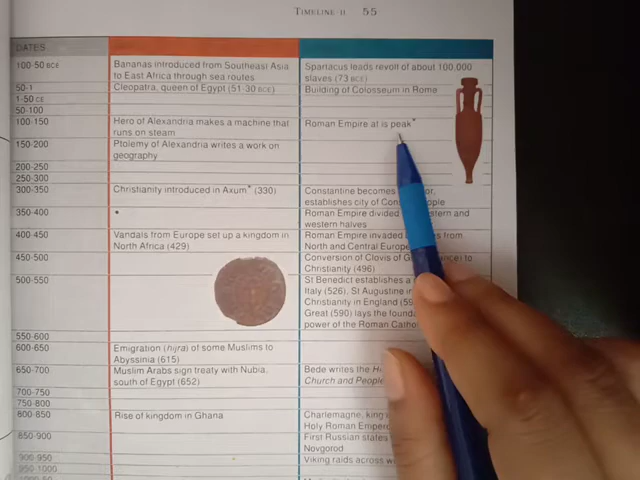 TIMELINE II 55
DATES
100-50 BCE
Bananas introduced from Southeast Asia
to East Africa through sea routes
Spartacus leads revolt of about 100,000
slaves (73 BCE)
50-1
Cleopatra, queen of Egypt (51-30 BCE)
Building of Colosseum in Rome
1-50 CE
50-100
100-150
Hero of Alexandria makes a machine that
runs on steam
Roman Empire at is peak*
150-200
Ptolemy of Alexandria writes a work on
geography
200-250
250-300
300-350
Christianity introduced in Axum* (330)
Constantine becomes
establishes city of
350-400
Roman Empire divided
western halves
and
400-450
Vandals from Europe set up a kingdom in
North Africa (429)
Roman Empire invaded
from
North and Central Europe
450-500
Conversion of Clovis of
to
Christianity (496)
500-550
St Benedict establishes a
Italy (526). St Augustine
Christianity in England
Great (590) lays the
power of the Roman
550-600
600-650
Emigration (hijra) of some Muslims to
Abyssinia (615)
650-700
Muslim Arabs sign treaty with Nubia,
south of Egypt (652)
Bede writes the
Church and People
700-750
750-800
800-850
Rise of kingdom in Ghana
Charlemagne, king
Holy Roman
850-900
First Russian states
Novgorod
900-950
Viking raids across
950-1000